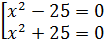 x² − 25 = 0
x² + 25 = 0